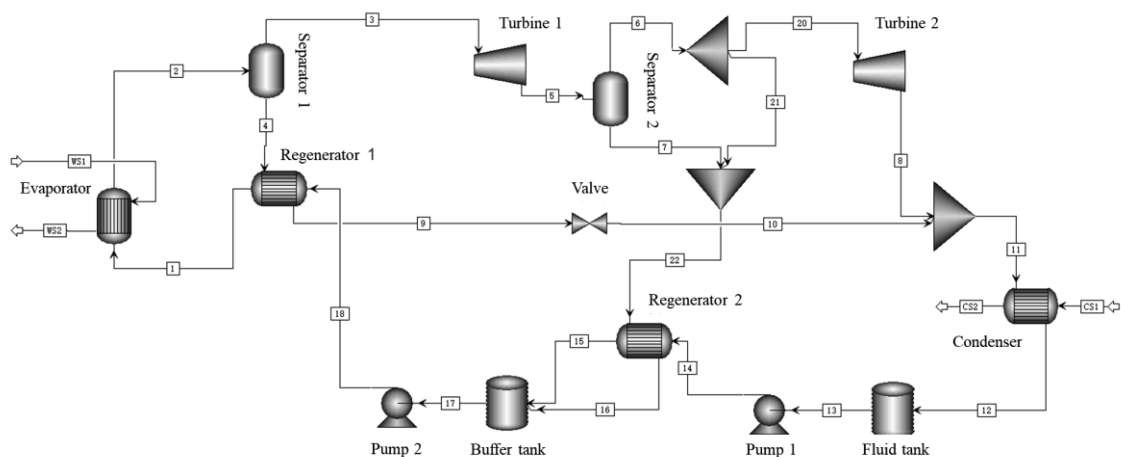 3
Turbine 1
6
20
Turbine 2
2
Separator 1
Separator 2
5
21
4
7
8
WS1
Regenerator 1
Evaporator
Valve
WS2
9
10
1
11
22
18
Regenerator 2
CS2
CS1
15
14
Condenser
17
16
13
12
Pump 2
Buffer tank
Pump 1
Fluid tank